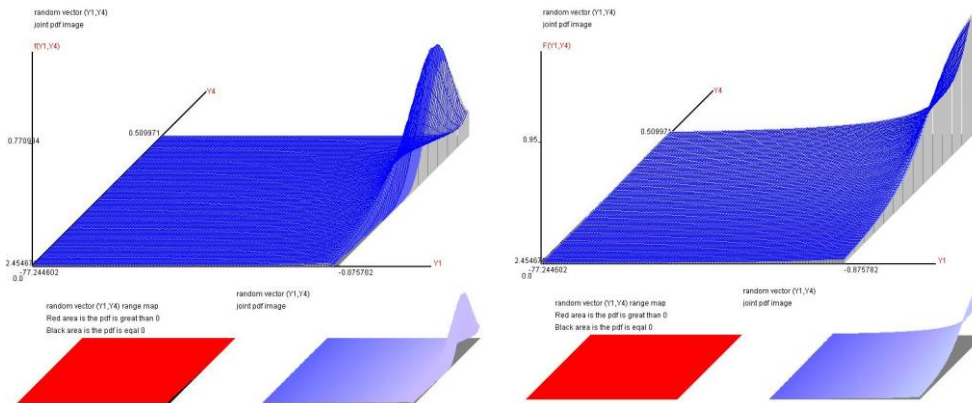 random vector (Y1,Y4)
joint pdf image
f(Y1,Y4)
Y4
0.509971
0.770934
2.45467
-77.244602
0.0
-0.875782
Y1
random vector (Y1,Y4) range map
Red area is the pdf is great than 0
Black area is the pdf is eqal 0
random vector (Y1,Y4)
joint pdf image
random vector (Y1,Y4)
joint pdf image
F(Y1,Y4)
Y4
0.509971
0.95
2.45467
-77.244602
0.0
-0.875782
Y1
random vector (Y1,Y4) range map
Red area is the pdf is great than 0
Black area is the pdf is eqal 0
random vector (Y1,Y4)
joint pdf image